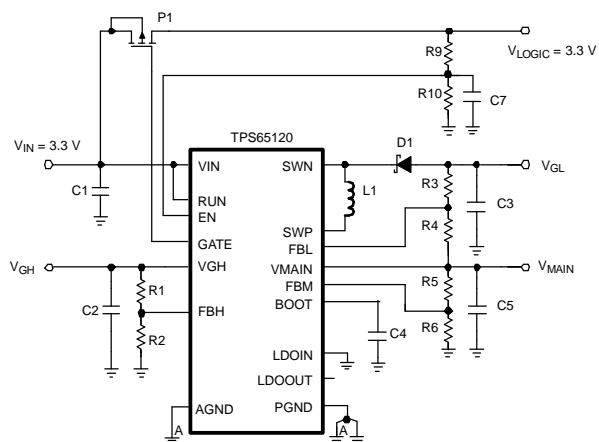 P1
R9
V_LOGIC = 3.3 V
R10
C7
TPS65120
D1
V_IN = 3.3 V
VIN
SWN
V_GL
R3
L1
C1
RUN
C3
EN
SWP
R4
GATE
FBL
V_GH
VGH
VMAIN
V_MAIN
R1
FBM
R5
C2
FBH
BOOT
C5
R2
C4
R6
LDOIN
LDOOUT
AGND
PGND
A
A